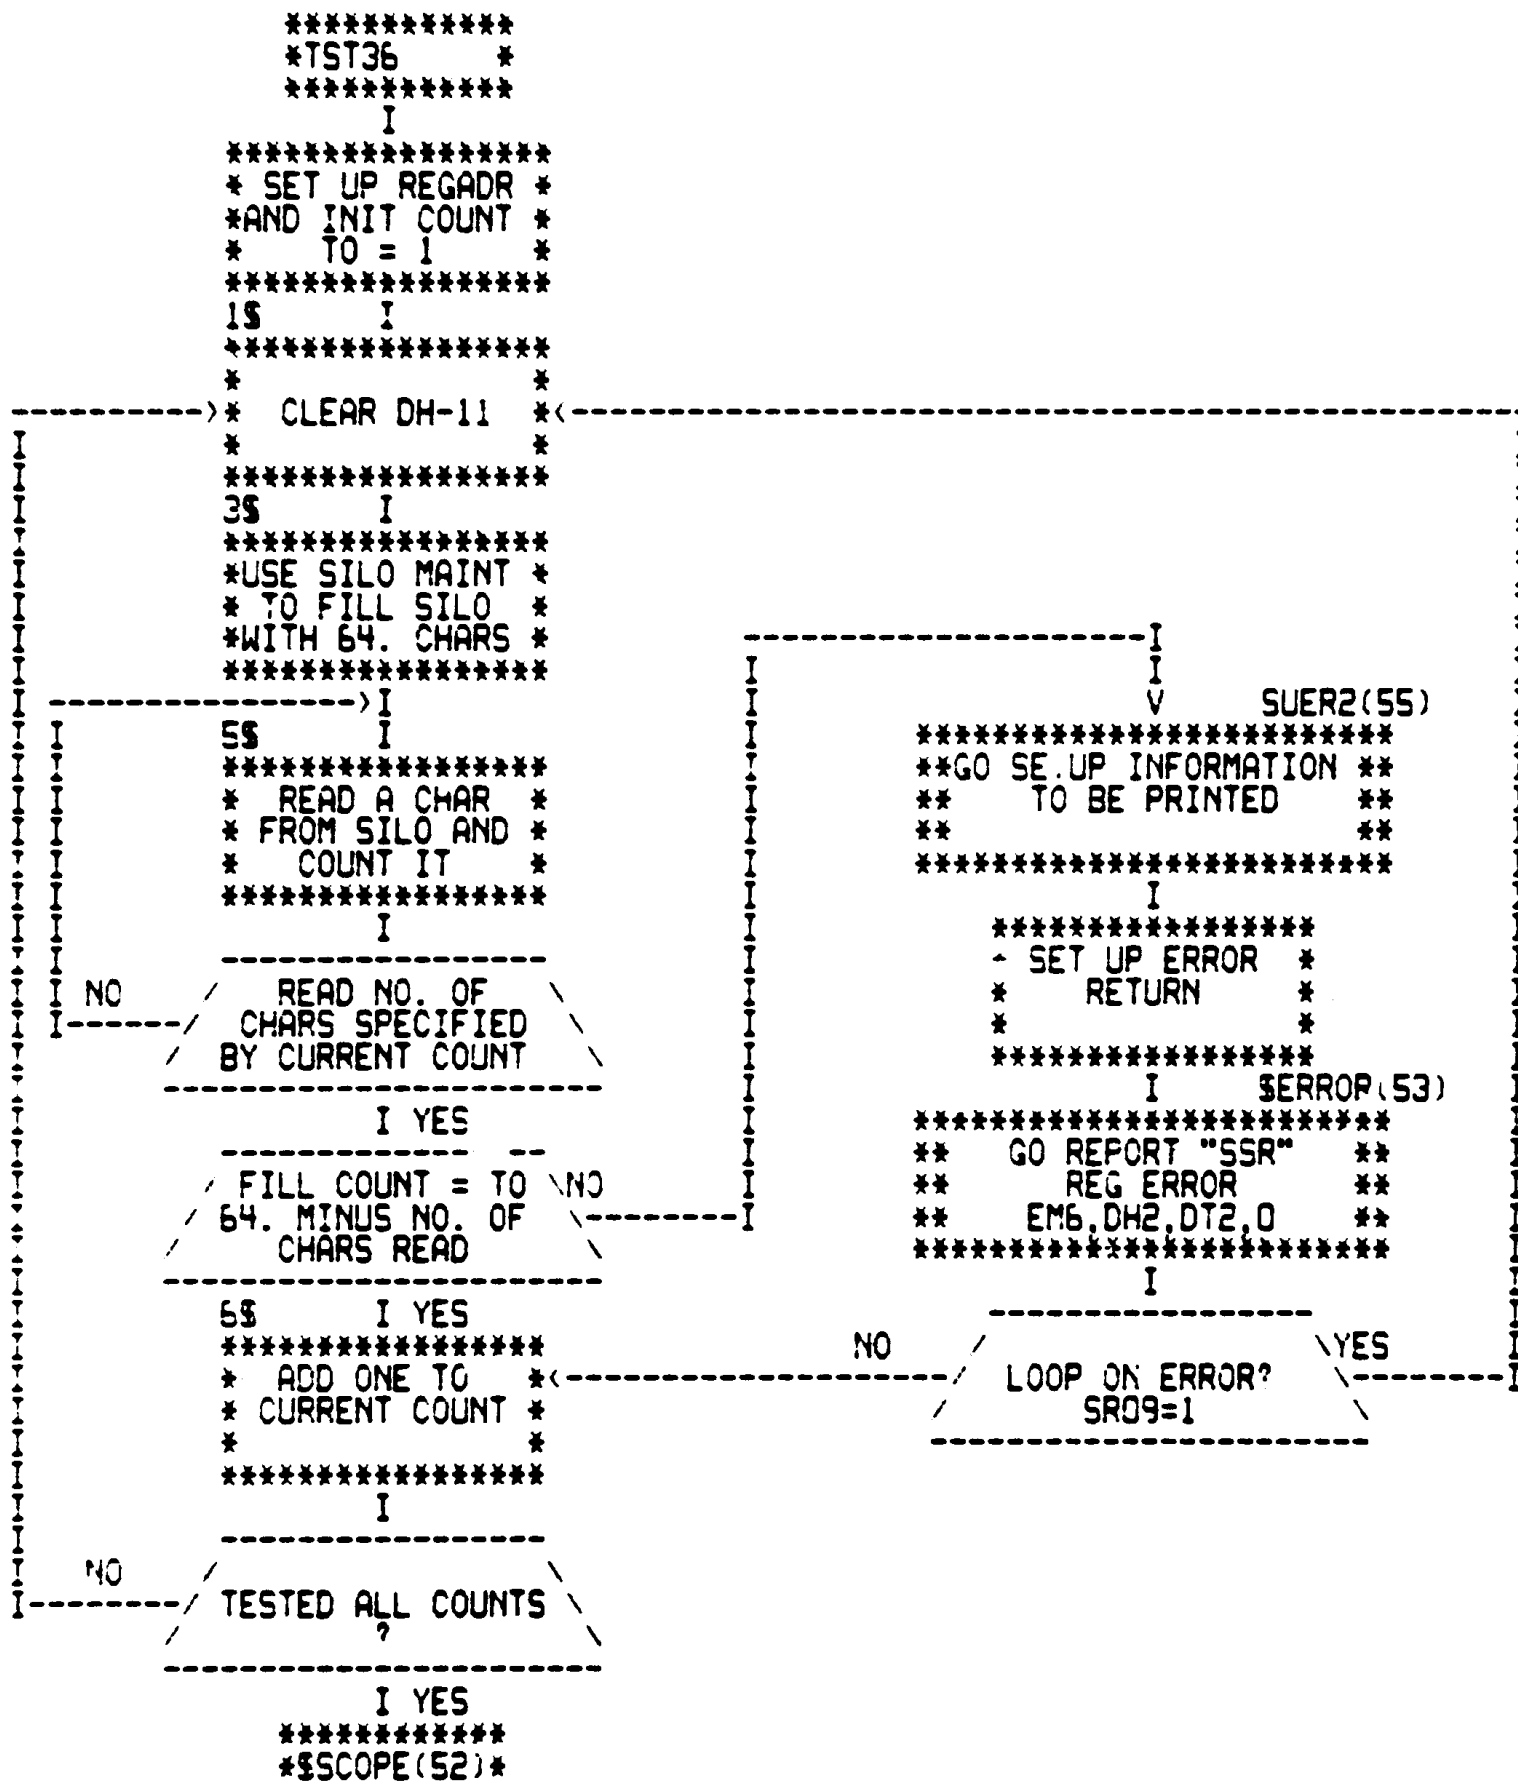 TST36
SET UP REGADR
AND INIT COUNT
TO = 1
1$
CLEAR DH-11
3$
USE SILO MAINT
TO FILL SILO
WITH 64. CHARS
5$
READ A CHAR
FROM SILO AND
COUNT IT
READ NO. OF
CHARS SPECIFIED
BY CURRENT COUNT
NO
YES
FILL COUNT = TO
64. MINUS NO. OF
CHARS READ
NO
YES
6$
ADD ONE TO
CURRENT COUNT
TESTED ALL COUNTS
?
NO
YES
$SCOPE(52)
SUER2(55)
GO SE.UP INFORMATION
TO BE PRINTED
SET UP ERROR
RETURN
$ERROR(53)
GO REPORT "SSR"
REG ERROR
EM6,DH2,DT2,0
LOOP ON ERROR?
SR09=1
NO
YES